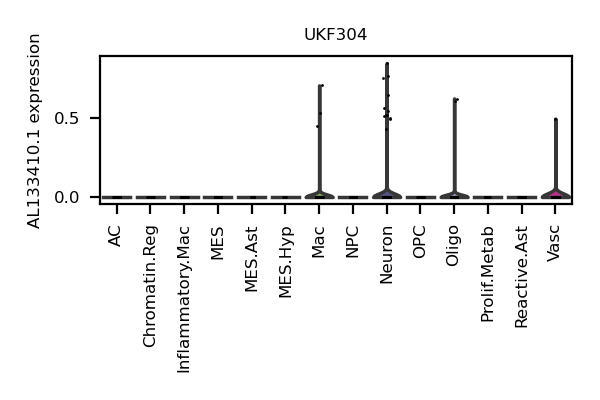 UKF304
AL133410.1 expression
0.5
0.0
AC
Chromatin.Reg
Inflammatory.Mac
MES
MES.Ast
MES.Hyp
Mac
NPC
Neuron
OPC
Oligo
Prolif.Metab
Reactive.Ast
Vasc